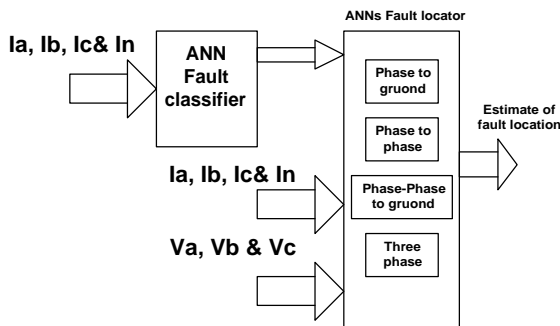 ANNs Fault locator
Ia, Ib, Ic& In
ANN
Fault
classifier
Phase to
gruond
Phase to
phase
Estimate of
fault location
Ia, Ib, Ic& In
Phase-Phase
to gruond
Va, Vb & Vc
Three
phase